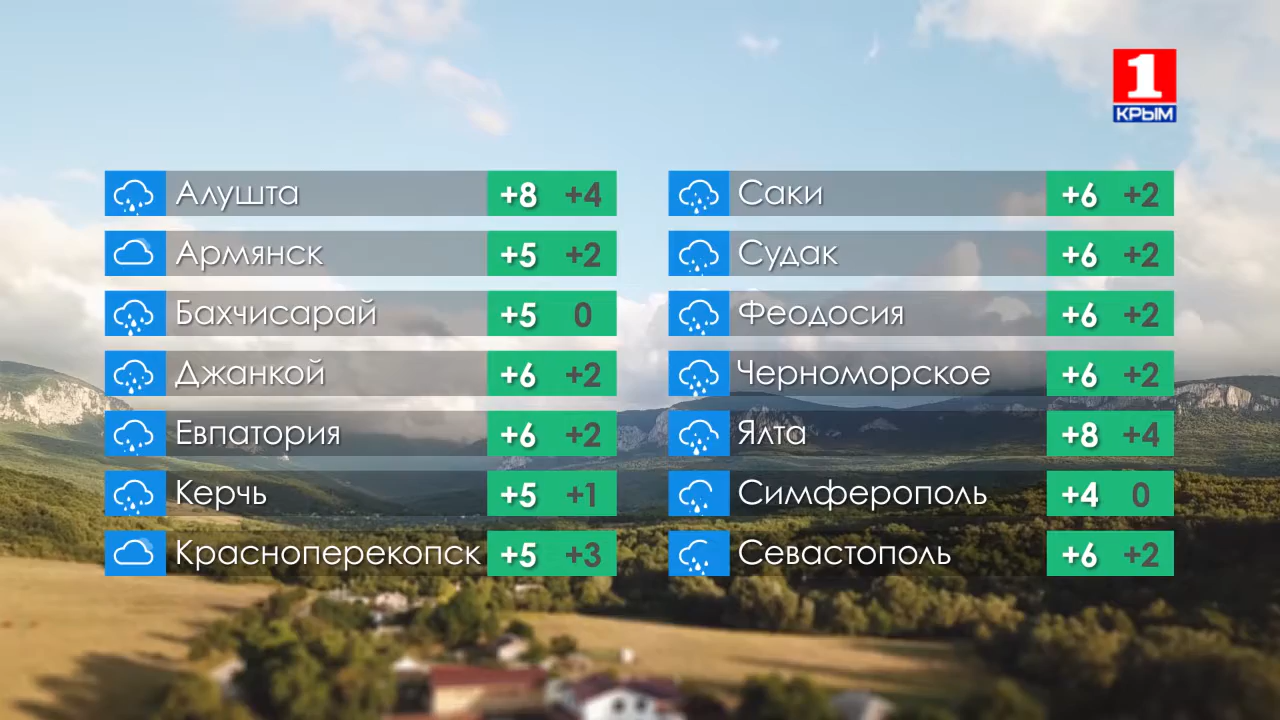 1
КРЫМ
Алушта +8 +4
Армянск +5 +2
Бахчисарай +5 0
Джанкой +6 +2
Евпатория +6 +2
Керчь +5 +1
Красноперекопск +5 +3
Саки +6 +2
Судак +6 +2
Феодосия +6 +2
Черноморское +6 +2
Ялта +8 +4
Симферополь +4 0
Севастополь +6 +2